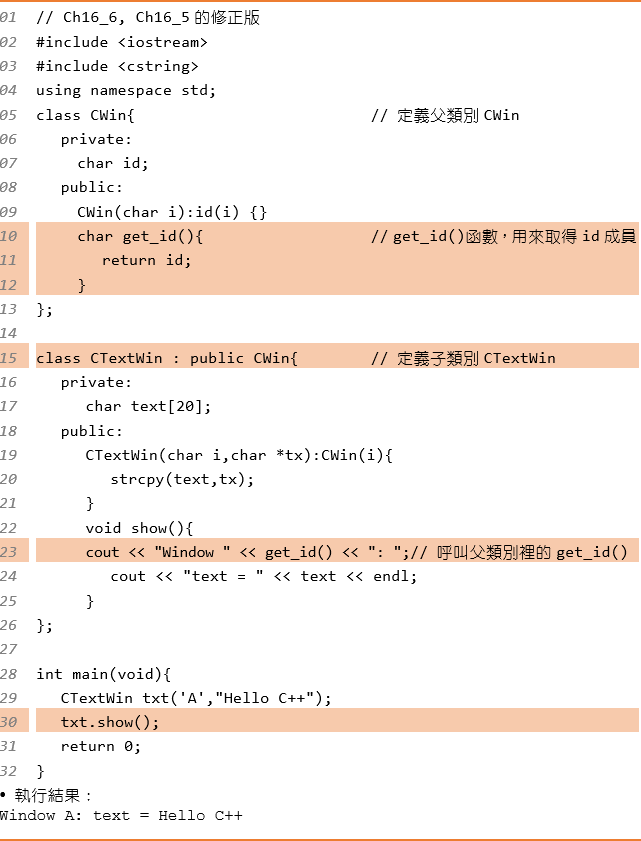 01 // Ch16_6, Ch16_5 的修正版
02 #include <iostream>
03 #include <cstring>
04 using namespace std;
05 class CWin{ // 定義父類別 CWin
06 private:
07 char id;
08 public:
09 CWin(char i):id(i) {}
10 char get_id(){ // get_id()函數，用來取得 id 成員
11 return id;
12 }
13 };
14
15 class CTextWin : public CWin{ // 定義子類別 CTextWin
16 private:
17 char text[20];
18 public:
19 CTextWin(char i,char *tx):CWin(i){
20 strcpy(text,tx);
21 }
22 void show(){
23 cout << "Window " << get_id() << ": ";// 呼叫父類別裡的 get_id()
24 cout << "text = " << text << endl;
25 }
26 };
27
28 int main(void){
29 CTextWin txt('A',"Hello C++");
30 txt.show();
31 return 0;
32 }
• 執行結果：
Window A: text = Hello C++